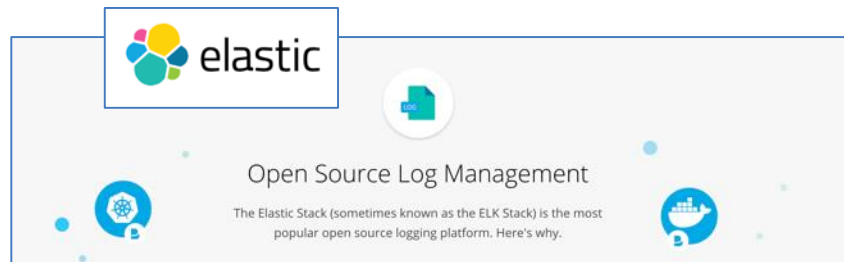 elastic
LOG
Open Source Log Management
The Elastic Stack (sometimes known as the ELK Stack) is the most
popular open source logging platform. Here's why.